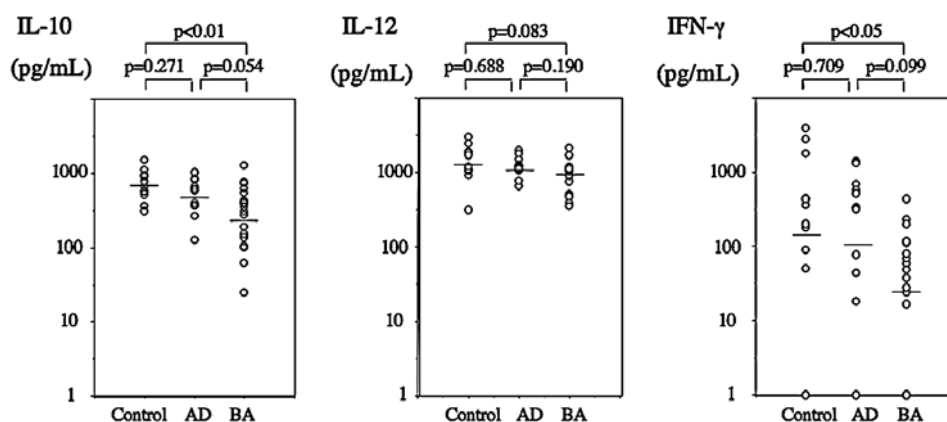 IL-10
(pg/mL)
p<0.01
p=0.271
p=0.054
1000
100
10
1
Control
AD
BA
IL-12
(pg/mL)
p=0.083
p=0.688
p=0.190
1000
100
10
1
Control
AD
BA
IFN-γ
(pg/mL)
p<0.05
p=0.709
p=0.099
1000
100
10
1
Control
AD
BA